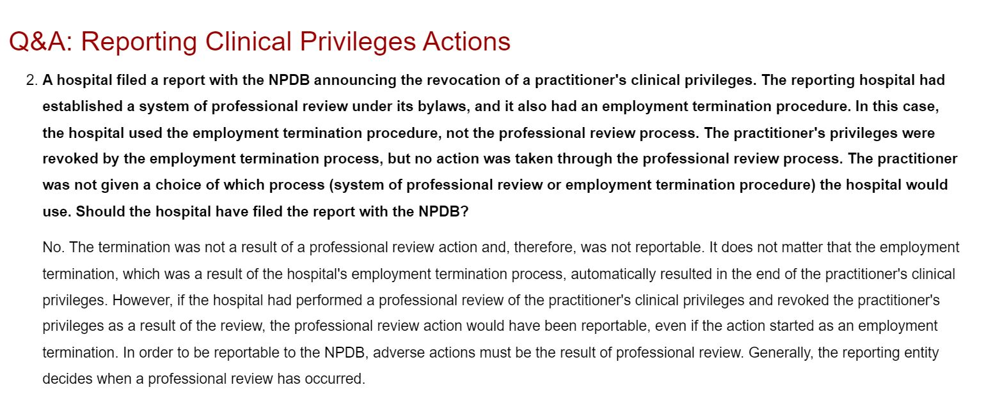 Q&A: Reporting Clinical Privileges Actions
2. A hospital filed a report with the NPDB announcing the revocation of a practitioner's clinical privileges. The reporting hospital had
established a system of professional review under its bylaws, and it also had an employment termination procedure. In this case,
the hospital used the employment termination procedure, not the professional review process. The practitioner's privileges were
revoked by the employment termination process, but no action was taken through the professional review process. The practitioner
was not given a choice of which process (system of professional review or employment termination procedure) the hospital would
use. Should the hospital have filed the report with the NPDB?
No. The termination was not a result of a professional review action and, therefore, was not reportable. It does not matter that the employment
termination, which was a result of the hospital's employment termination process, automatically resulted in the end of the practitioner's clinical
privileges. However, if the hospital had performed a professional review of the practitioner's clinical privileges and revoked the practitioner's
privileges as a result of the review, the professional review action would have been reportable, even if the action started as an employment
termination. In order to be reportable to the NPDB, adverse actions must be the result of professional review. Generally, the reporting entity
decides when a professional review has occurred.